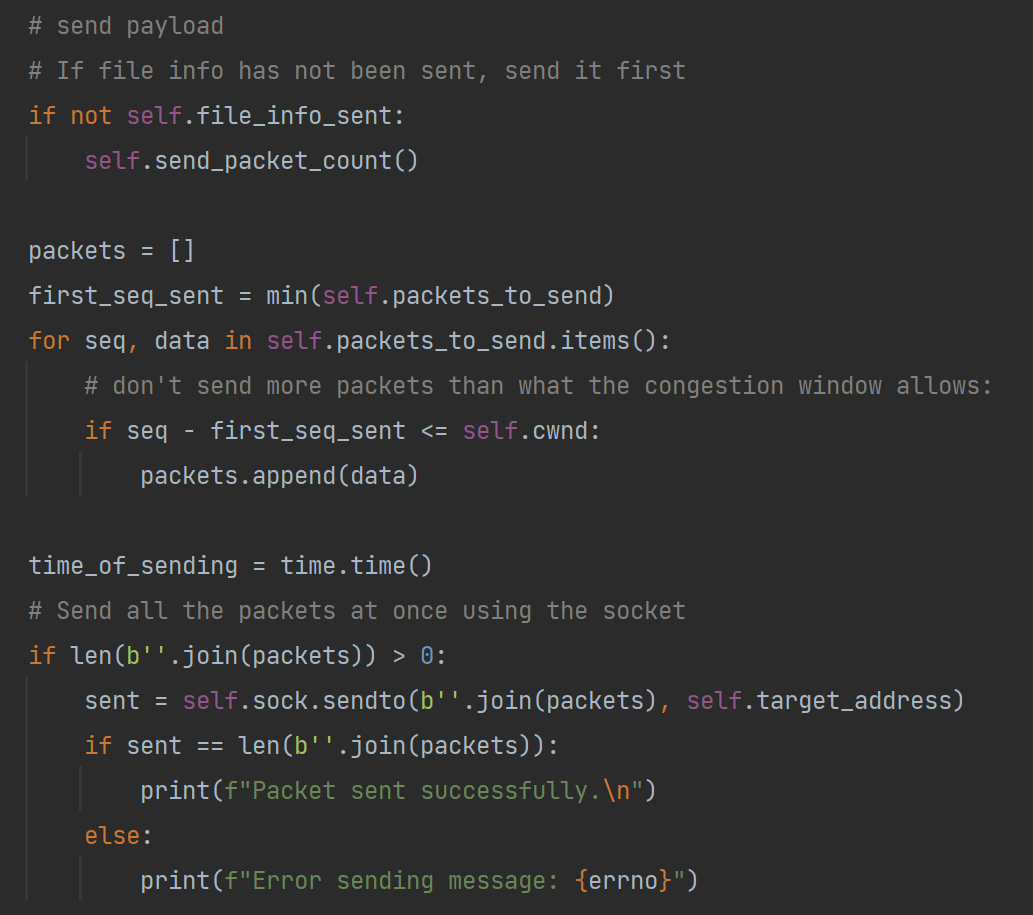 # send payload
# If file info has not been sent, send it first
if not self.file_info_sent:
    self.send_packet_count()

packets = []
first_seq_sent = min(self.packets_to_send)
for seq, data in self.packets_to_send.items():
    # don't send more packets than what the congestion window allows:
    if seq - first_seq_sent <= self.cwnd:
        packets.append(data)

time_of_sending = time.time()
# Send all the packets at once using the socket
if len(b''.join(packets)) > 0:
    sent = self.sock.sendto(b''.join(packets), self.target_address)
    if sent == len(b''.join(packets)):
        print(f"Packet sent successfully.\n")
    else:
        print(f"Error sending message: {errno}")